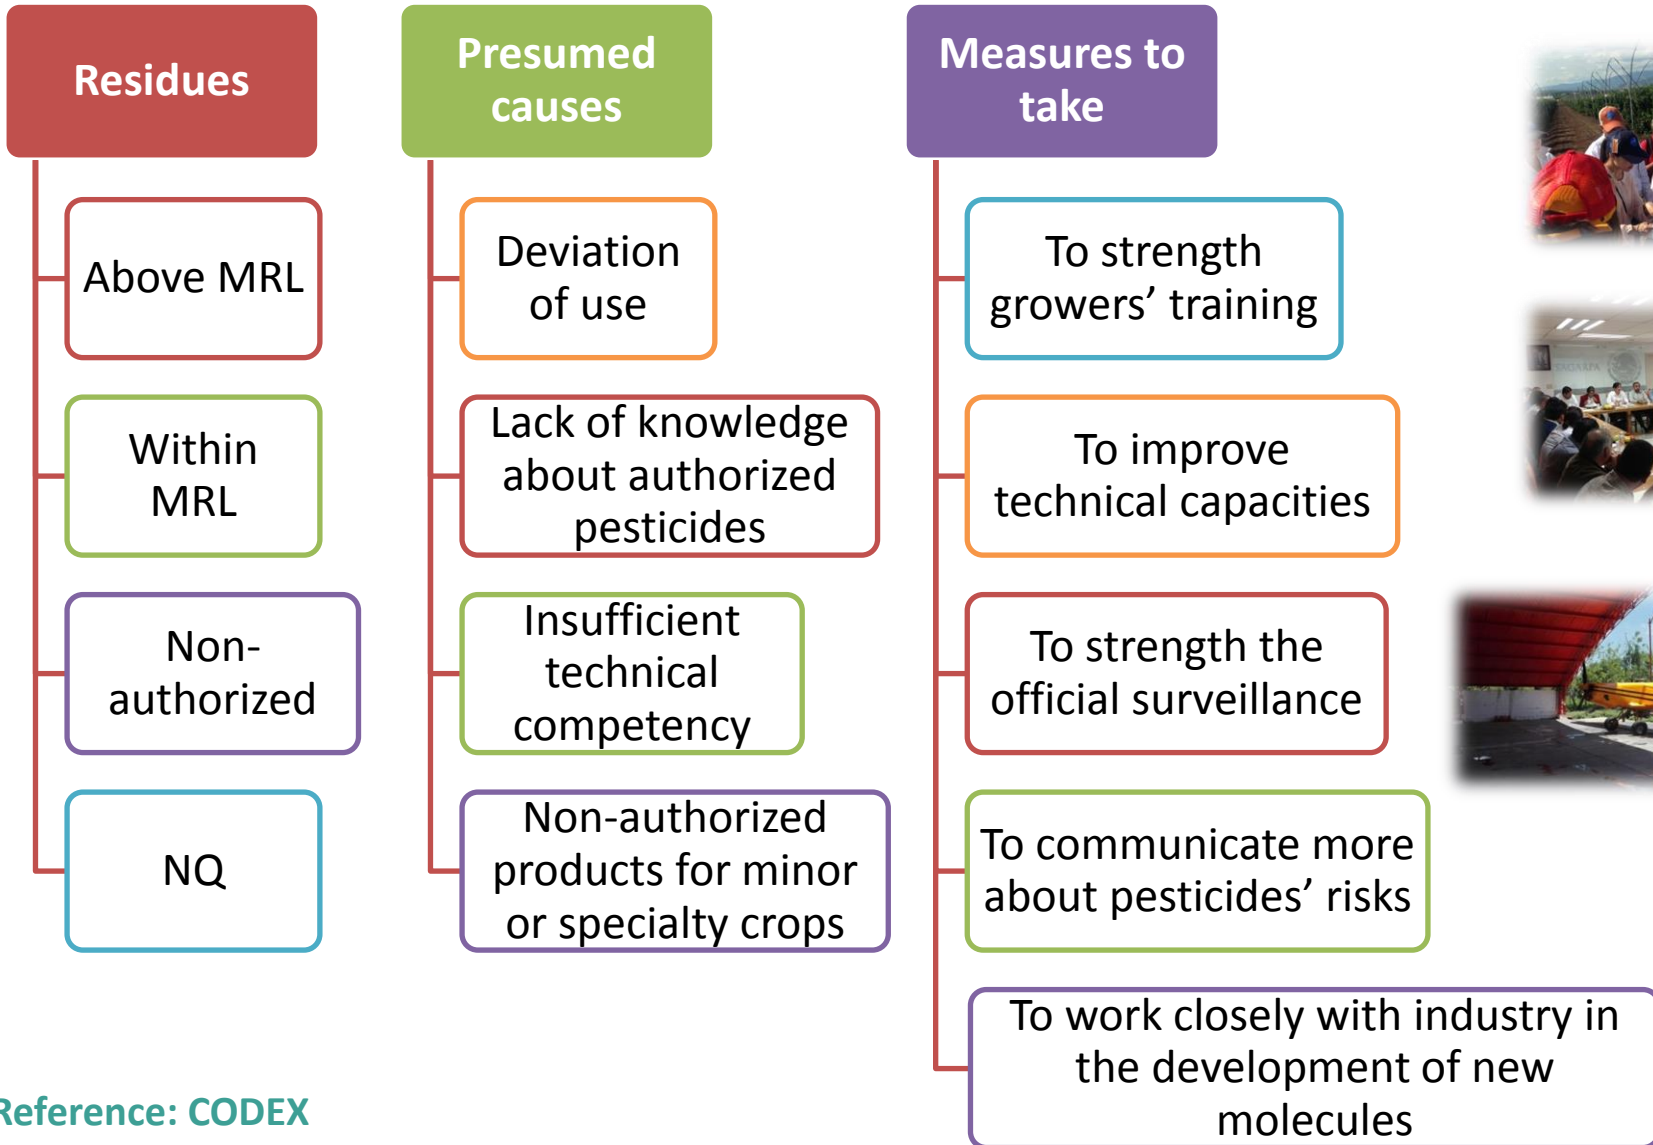 Residues
Above MRL
Within
MRL
Non-
authorized
NQ
Presumed
causes
Deviation
of use
Lack of knowledge
about authorized
pesticides
Insufficient
technical
competency
Non-authorized
products for minor
or specialty crops
Measures to
take
To strength
growers’ training
To improve
technical capacities
To strength the
official surveillance
To communicate more
about pesticides’ risks
To work closely with industry in
the development of new
molecules
SAGARPA
Reference: CODEX